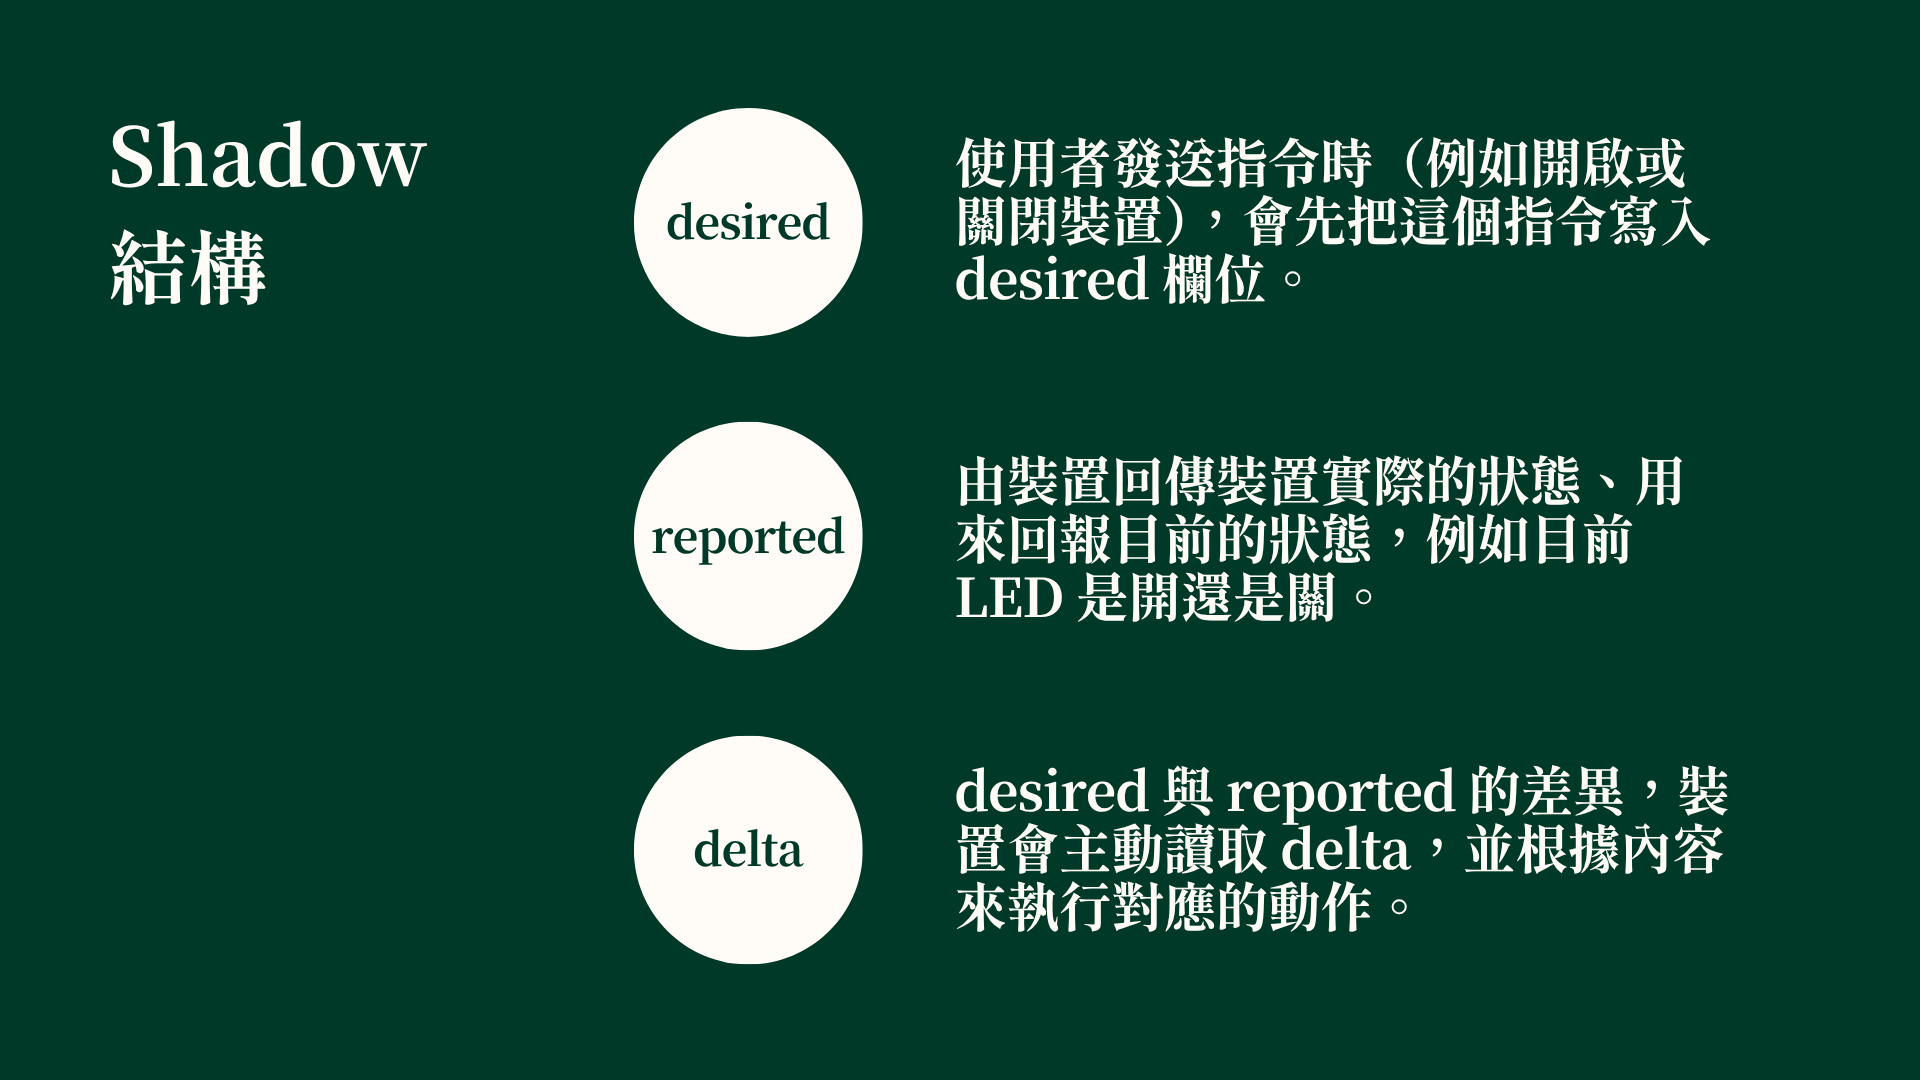 Shadow
結構
desired
使用者發送指令時（例如開啟或
關閉裝置），會先把這個指令寫入
desired 欄位。
reported
由裝置回傳裝置實際的狀態、用
來回報目前的狀態，例如目前
LED 是開還是關。
delta
desired 與 reported 的差異，裝
置會主動讀取 delta，並根據內容
來執行對應的動作。